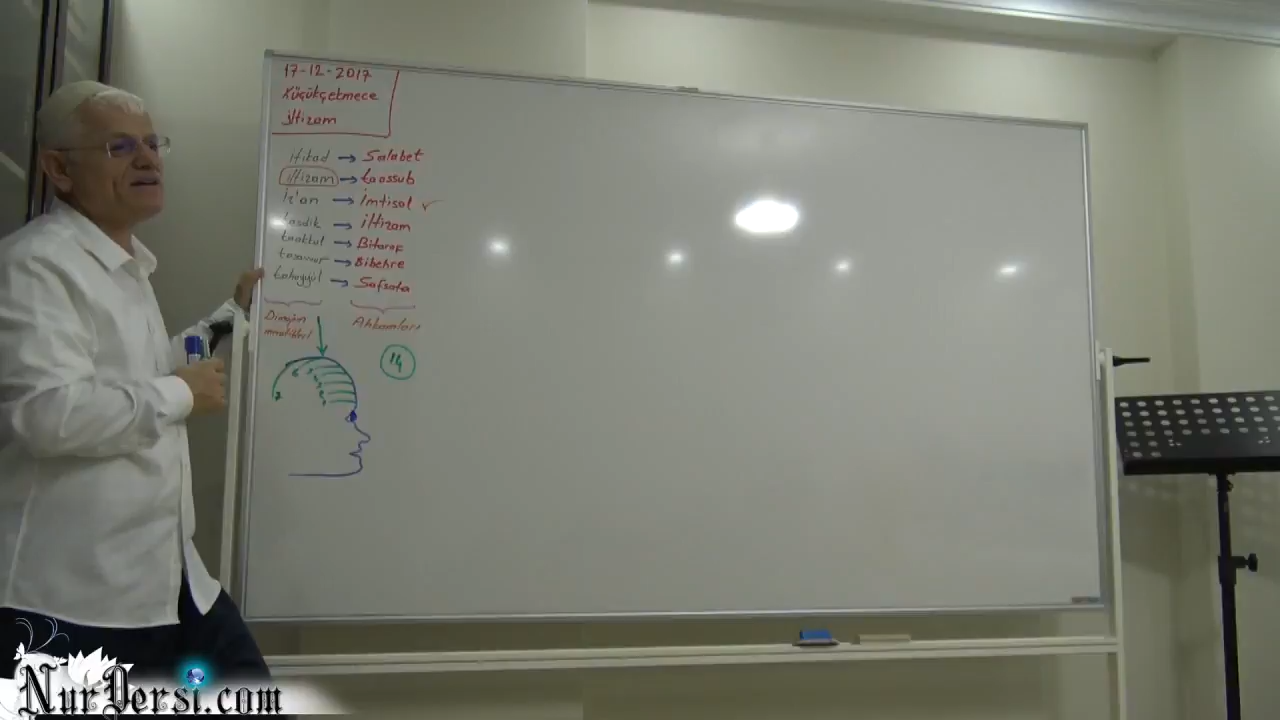 17-12-2017
Küçükçekmece
iltizam
itikad → Salabet
iltizam → taassub
iz'an → imtisal ✓
tasdik → iltizam
taakkul → Bitaraf
tasavvur → Bibehre
tahayyül → Safsata
Dimağın Ahkamları
meratibi
14
NurDersi.com